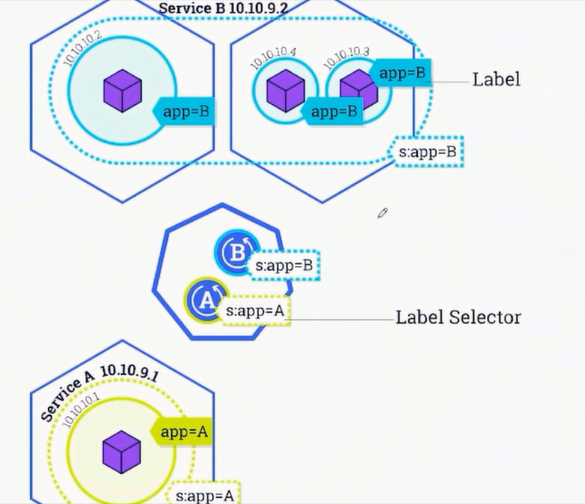 Service B 10.10.9.2
10.10.10.2
10.10.10.4
10.10.10.3
app=B
Label
app=B
app=B
s:app=B
B
s:app=B
A
s:app=A
Label Selector
Service A 10.10.9.1
10.10.10.1
app=A
s:app=A